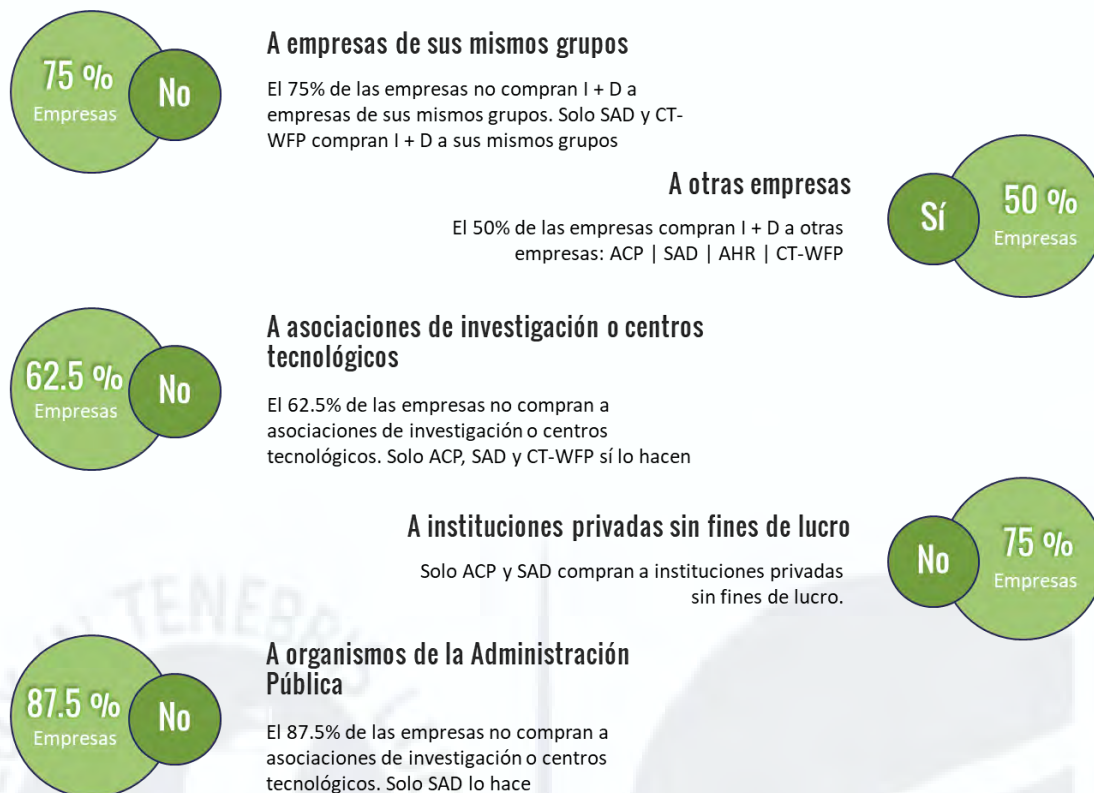 75 %
Empresas
No
A empresas de sus mismos grupos
El 75% de las empresas no compran I + D a
empresas de sus mismos grupos. Solo SAD y CT-
WFP compran I + D a sus mismos grupos
A otras empresas
El 50% de las empresas compran I + D a otras
empresas: ACP | SAD | AHR | CT-WFP
Sí
50 %
Empresas
62.5 %
Empresas
No
A asociaciones de investigación o centros
tecnológicos
El 62.5% de las empresas no compran a
asociaciones de investigación o centros
tecnológicos. Solo ACP, SAD y CT-WFP sí lo hacen
A instituciones privadas sin fines de lucro
Solo ACP y SAD compran a instituciones privadas
sin fines de lucro.
No
75 %
Empresas
TENEBRIS
87.5 %
Empresas
No
A organismos de la Administración
Pública
El 87.5% de las empresas no compran a
asociaciones de investigación o centros
tecnológicos. Solo SAD lo hace